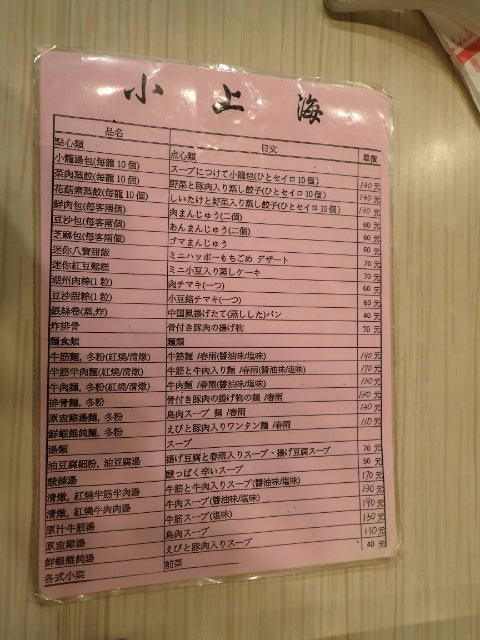 小 上 海
品名 日文 單價
點心類 点心類
小籠湯包(每籠10個) スープにつけて小籠包(ひとセイロ10個) 130元
菜肉蒸餃(每籠10個) 野菜と豚肉入り蒸し餃子(ひとセイロ10個)
花菇素蒸餃(每籠10個) しいたけと野菜入り蒸し餃子(ひとセイロ10個) 130元
鮮肉包(每客兩個) 肉まんじゅう(二個) 60元
豆沙包(每客兩個) あんまんじゅう(二個) 60元
芝麻包(每客兩個) ゴマまんじゅう 60元
迷你八寶甜飯 ミニハッポーもちごめ デザート 70元
迷你紅豆鬆糕 ミニ小豆入り蒸しケーキ 70元
湖州肉粽(1粒) 肉チマキ(一つ) 60元
豆沙甜粽(1粒) 小豆餡チマキ(一つ) 60元
銀絲卷(蒸,炸) 中国風揚げたて(蒸しした)パン 40元
炸排骨 骨付き豚肉の揚げ物 70元
麵食類 麵類
牛筋麵, 冬粉(紅燒/清燉) 牛筋麵 /春雨(醬油味/塩味) 190元
半筋半肉麵(紅燒/清燉) 牛筋と牛肉入り麵 /春雨(醬油味/塩味) 170元
牛肉麵, 冬粉(紅燒/清燉) 牛肉麵 /春雨(醬油味/塩味) 130元
排骨麵, 冬粉 骨付き豚肉の揚げ物の麵 /春雨 130元
原盅雞湯麵, 冬粉 鳥肉スープ 麵 /春雨 130元
鮮蝦餛飩麵, 冬粉 えびと豚肉入りワンタン麵 /春雨 110元
湯類 スープ
油豆腐細粉, 油豆腐湯 揚げ豆腐と春雨入りスープ、揚げ豆腐スープ 70元
酸辣湯 酸っぱく辛いスープ 50元
清燉, 紅燒半筋半肉湯 牛筋と牛肉入りスープ(醬油味/塩味) 170元
清燉, 紅燒牛肉肉湯 牛肉スープ(醬油味/塩味) 130元
原汁牛筋湯 牛筋スープ(塩味) 190元
原盅雞湯 鳥肉スープ 130元
鮮蝦餛飩湯 えびと豚肉入りスープ 110元
各式小菜 前菜 40元